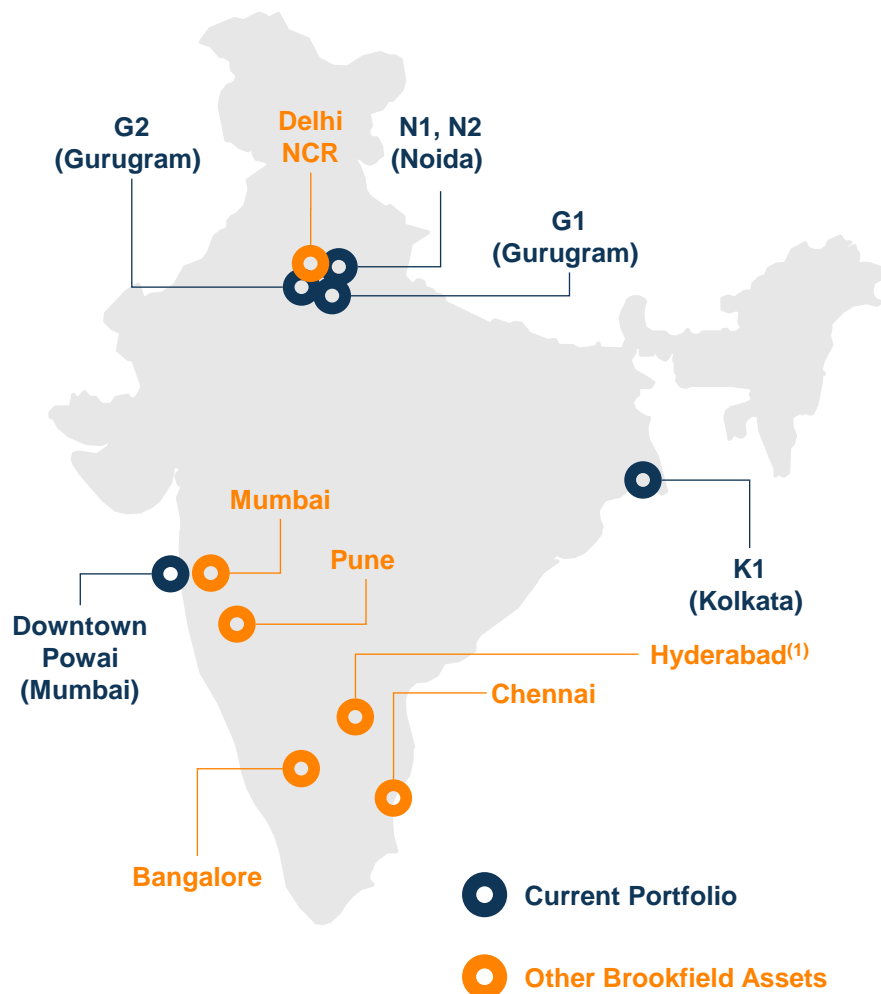 G2
(Gurugram)
Delhi
NCR
N1, N2
(Noida)
G1
(Gurugram)
Mumbai
Pune
K1
(Kolkata)
Downtown
Powai
(Mumbai)
Hyderabad(1)
Chennai
Bangalore
Current Portfolio
Other Brookfield Assets